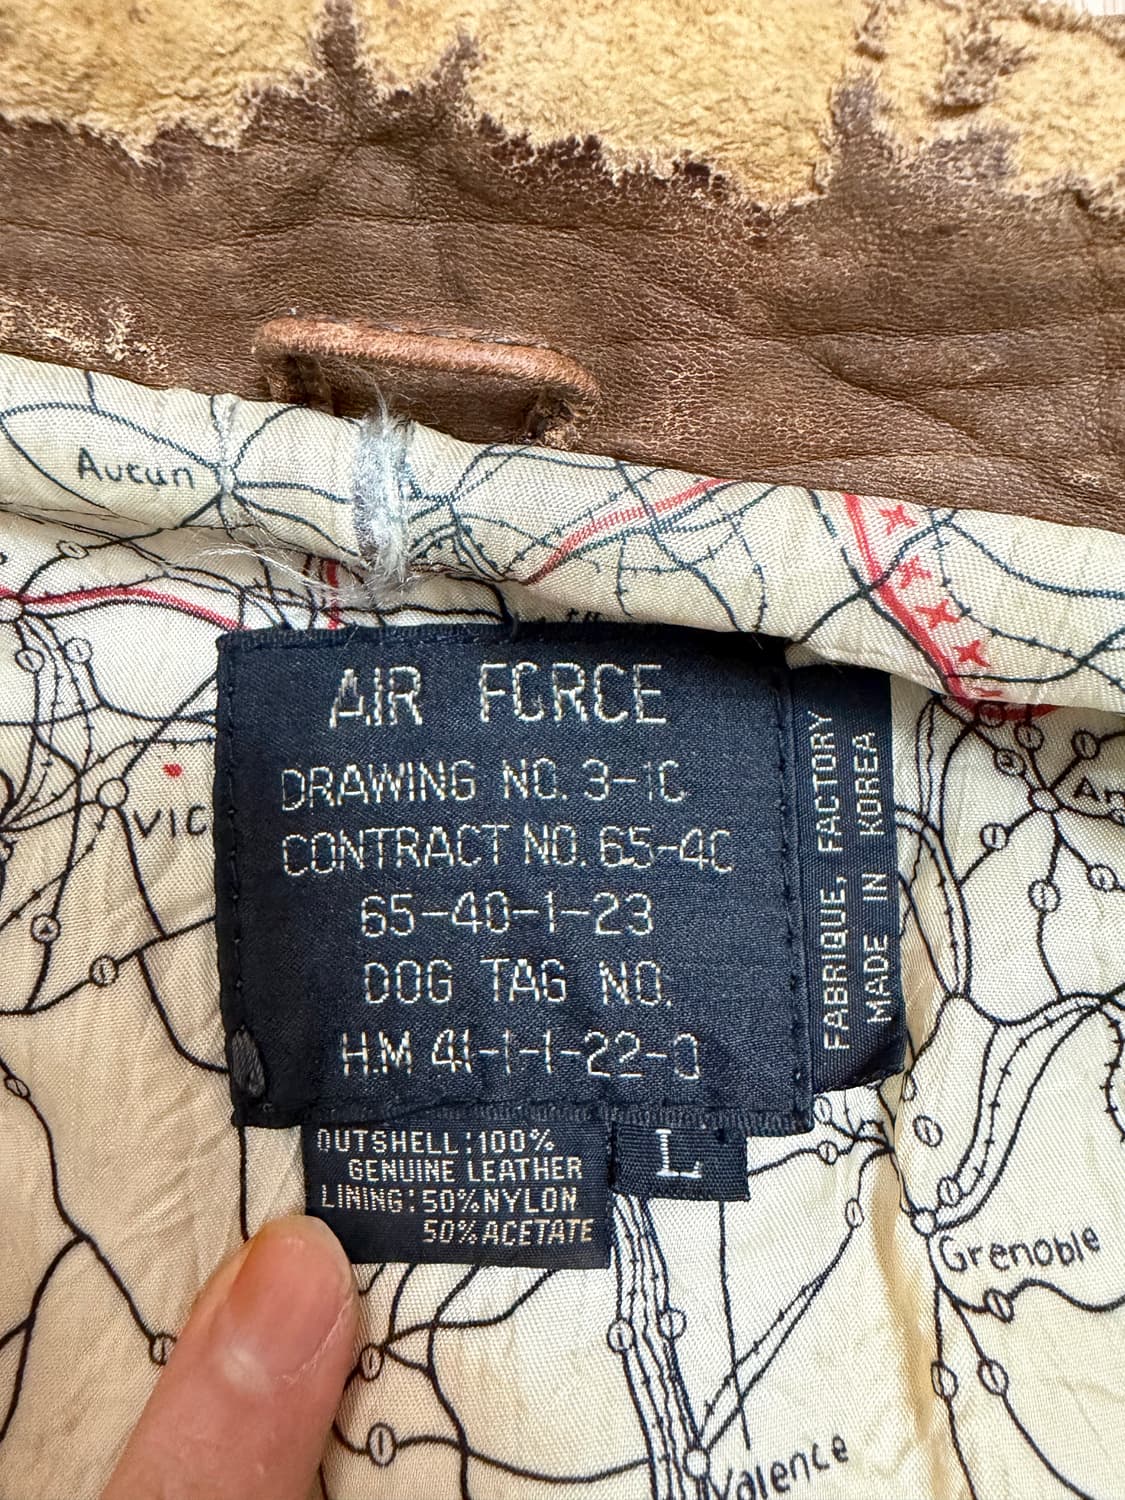 Autun
AIR FORCE
DRAWING NO. 3-1C
CONTRACT NO. 65-4C
65-40-1-23
DOG TAG NO.
H.M 41-1-1-22-0
FABRIQUE, FACTORY
MADE IN KOREA
OUTSHELL:100%
GENUINE LEATHER
LINING:50%NYLON
50%ACETATE
L
VIC
An
Grenoble
Valence